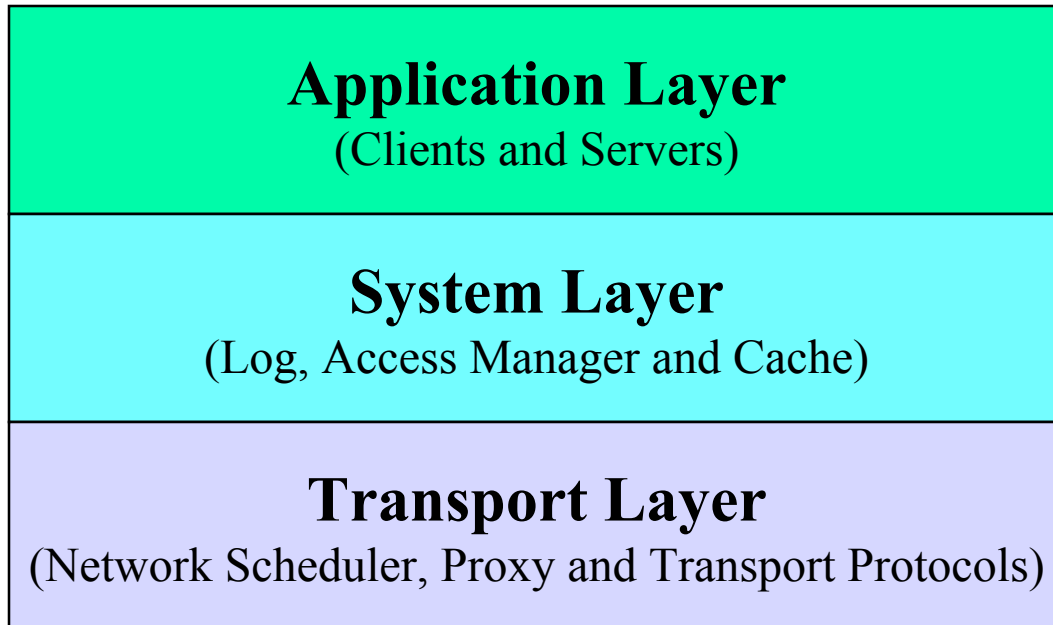 Application Layer
(Clients and Servers)
System Layer
(Log, Access Manager and Cache)
Transport Layer
(Network Scheduler, Proxy and Transport Protocols)